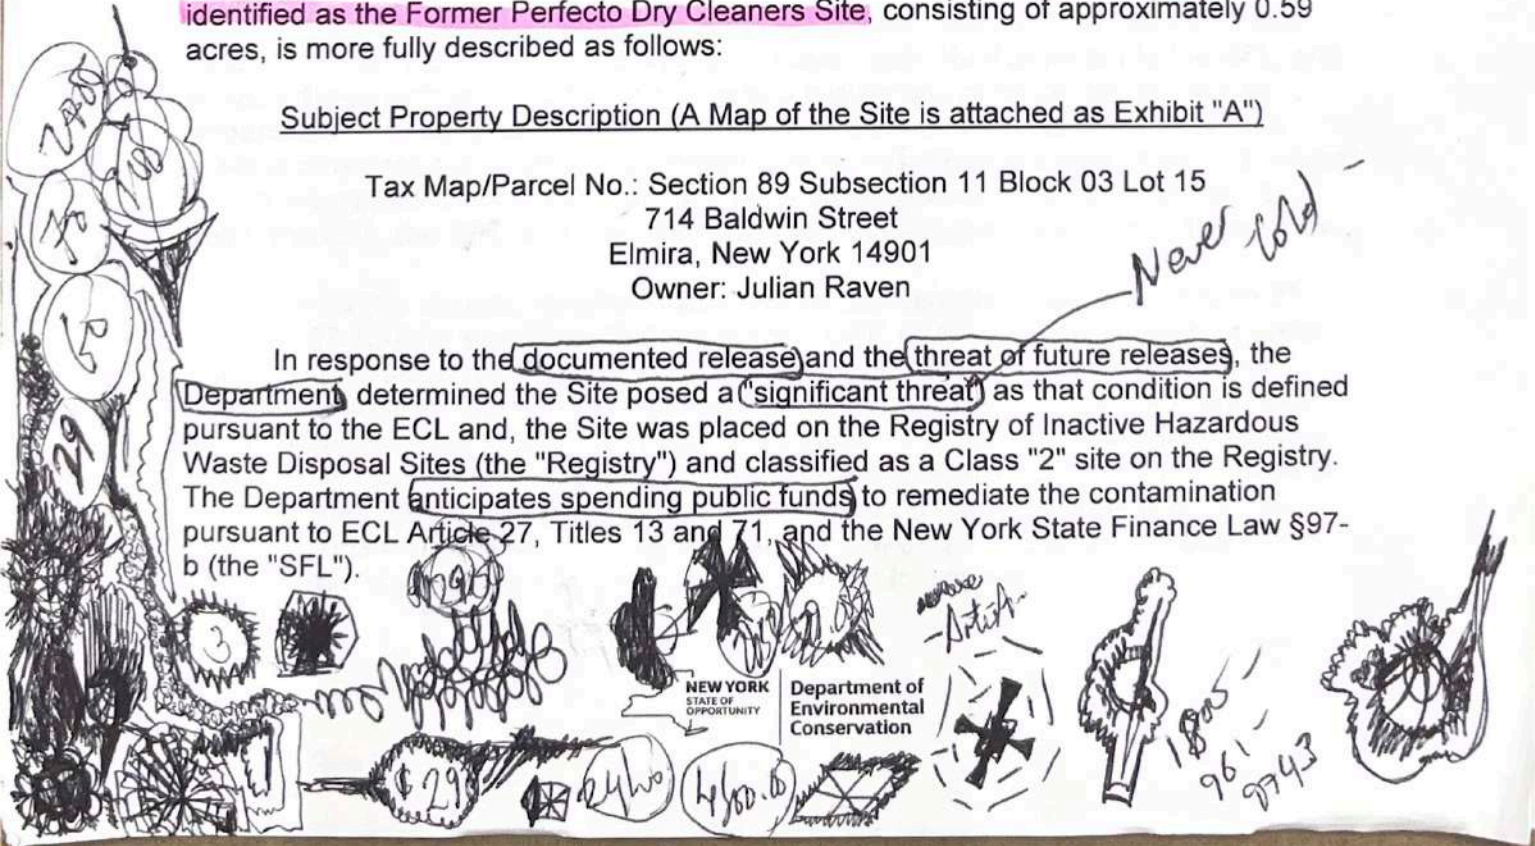 identified as the Former Perfecto Dry Cleaners Site, consisting of approximately 0.59
acres, is more fully described as follows:
Subject Property Description (A Map of the Site is attached as Exhibit "A")
Tax Map/Parcel No.: Section 89 Subsection 11 Block 03 Lot 15
714 Baldwin Street
Elmira, New York 14901
Owner: Julian Raven
Never told
In response to the documented release and the threat of future releases, the
Department determined the Site posed a "significant threat" as that condition is defined
pursuant to the ECL and, the Site was placed on the Registry of Inactive Hazardous
Waste Disposal Sites (the "Registry") and classified as a Class "2" site on the Registry.
The Department anticipates spending public funds to remediate the contamination
pursuant to ECL Article 27, Titles 13 and 71, and the New York State Finance Law §97-
b (the "SFL").
29
3
- Artist -
NEW YORK
STATE OF
OPPORTUNITY
Department of
Environmental
Conservation
$29
1800.00
1805-
961-
9743